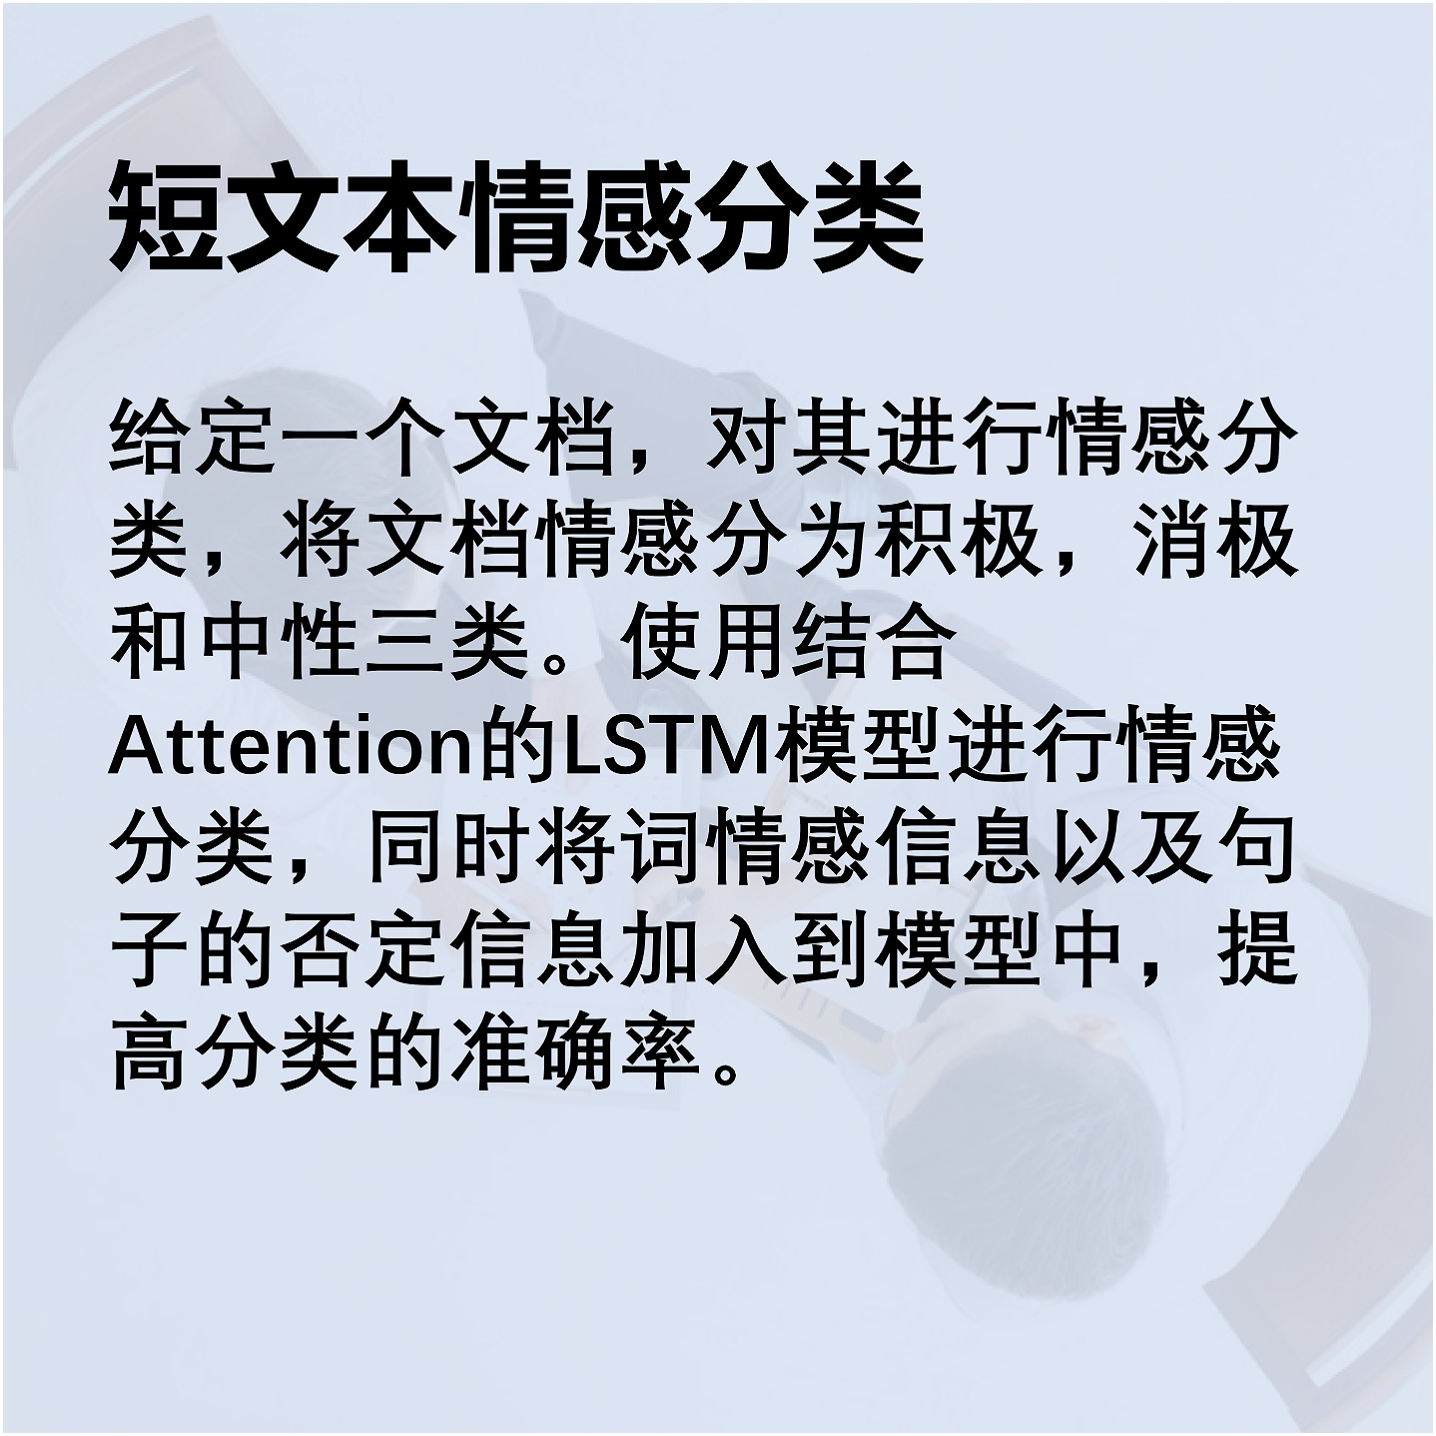 短文本情感分类
给定一个文档，对其进行情感分
类，将文档情感分为积极，消极
和中性三类。使用结合
Attention的LSTM模型进行情感
分类，同时将词情感信息以及句
子的否定信息加入到模型中，提
高分类的准确率。